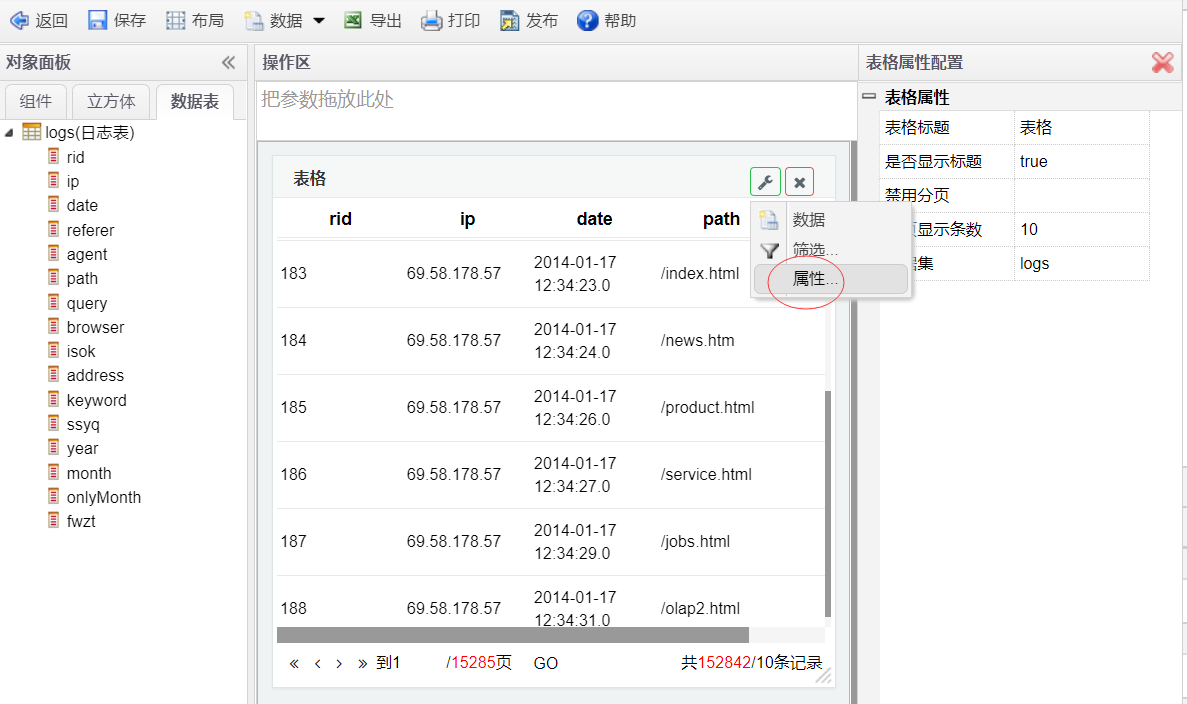 返回 保存 布局 数据 导出 打印 发布 帮助
对象面板
操作区
表格属性配置
组件 立方体 数据表
把参数拖放此处
logs(日志表)
rid
ip
date
referer
agent
path
query
browser
isok
address
keyword
ssyq
year
month
onlyMonth
fwzt
表格
rid ip date path
183 69.58.178.57 2014-01-17 12:34:23.0 /index.html
184 69.58.178.57 2014-01-17 12:34:24.0 /news.htm
185 69.58.178.57 2014-01-17 12:34:26.0 /product.html
186 69.58.178.57 2014-01-17 12:34:27.0 /service.html
187 69.58.178.57 2014-01-17 12:34:29.0 /jobs.html
188 69.58.178.57 2014-01-17 12:34:31.0 /olap2.html
« ‹ › » 到1 /15285页 GO 共152842/10条记录
数据
筛选...
属性...
表格属性
表格标题 表格
是否显示标题 true
禁用分页
显示条数 10
集 logs